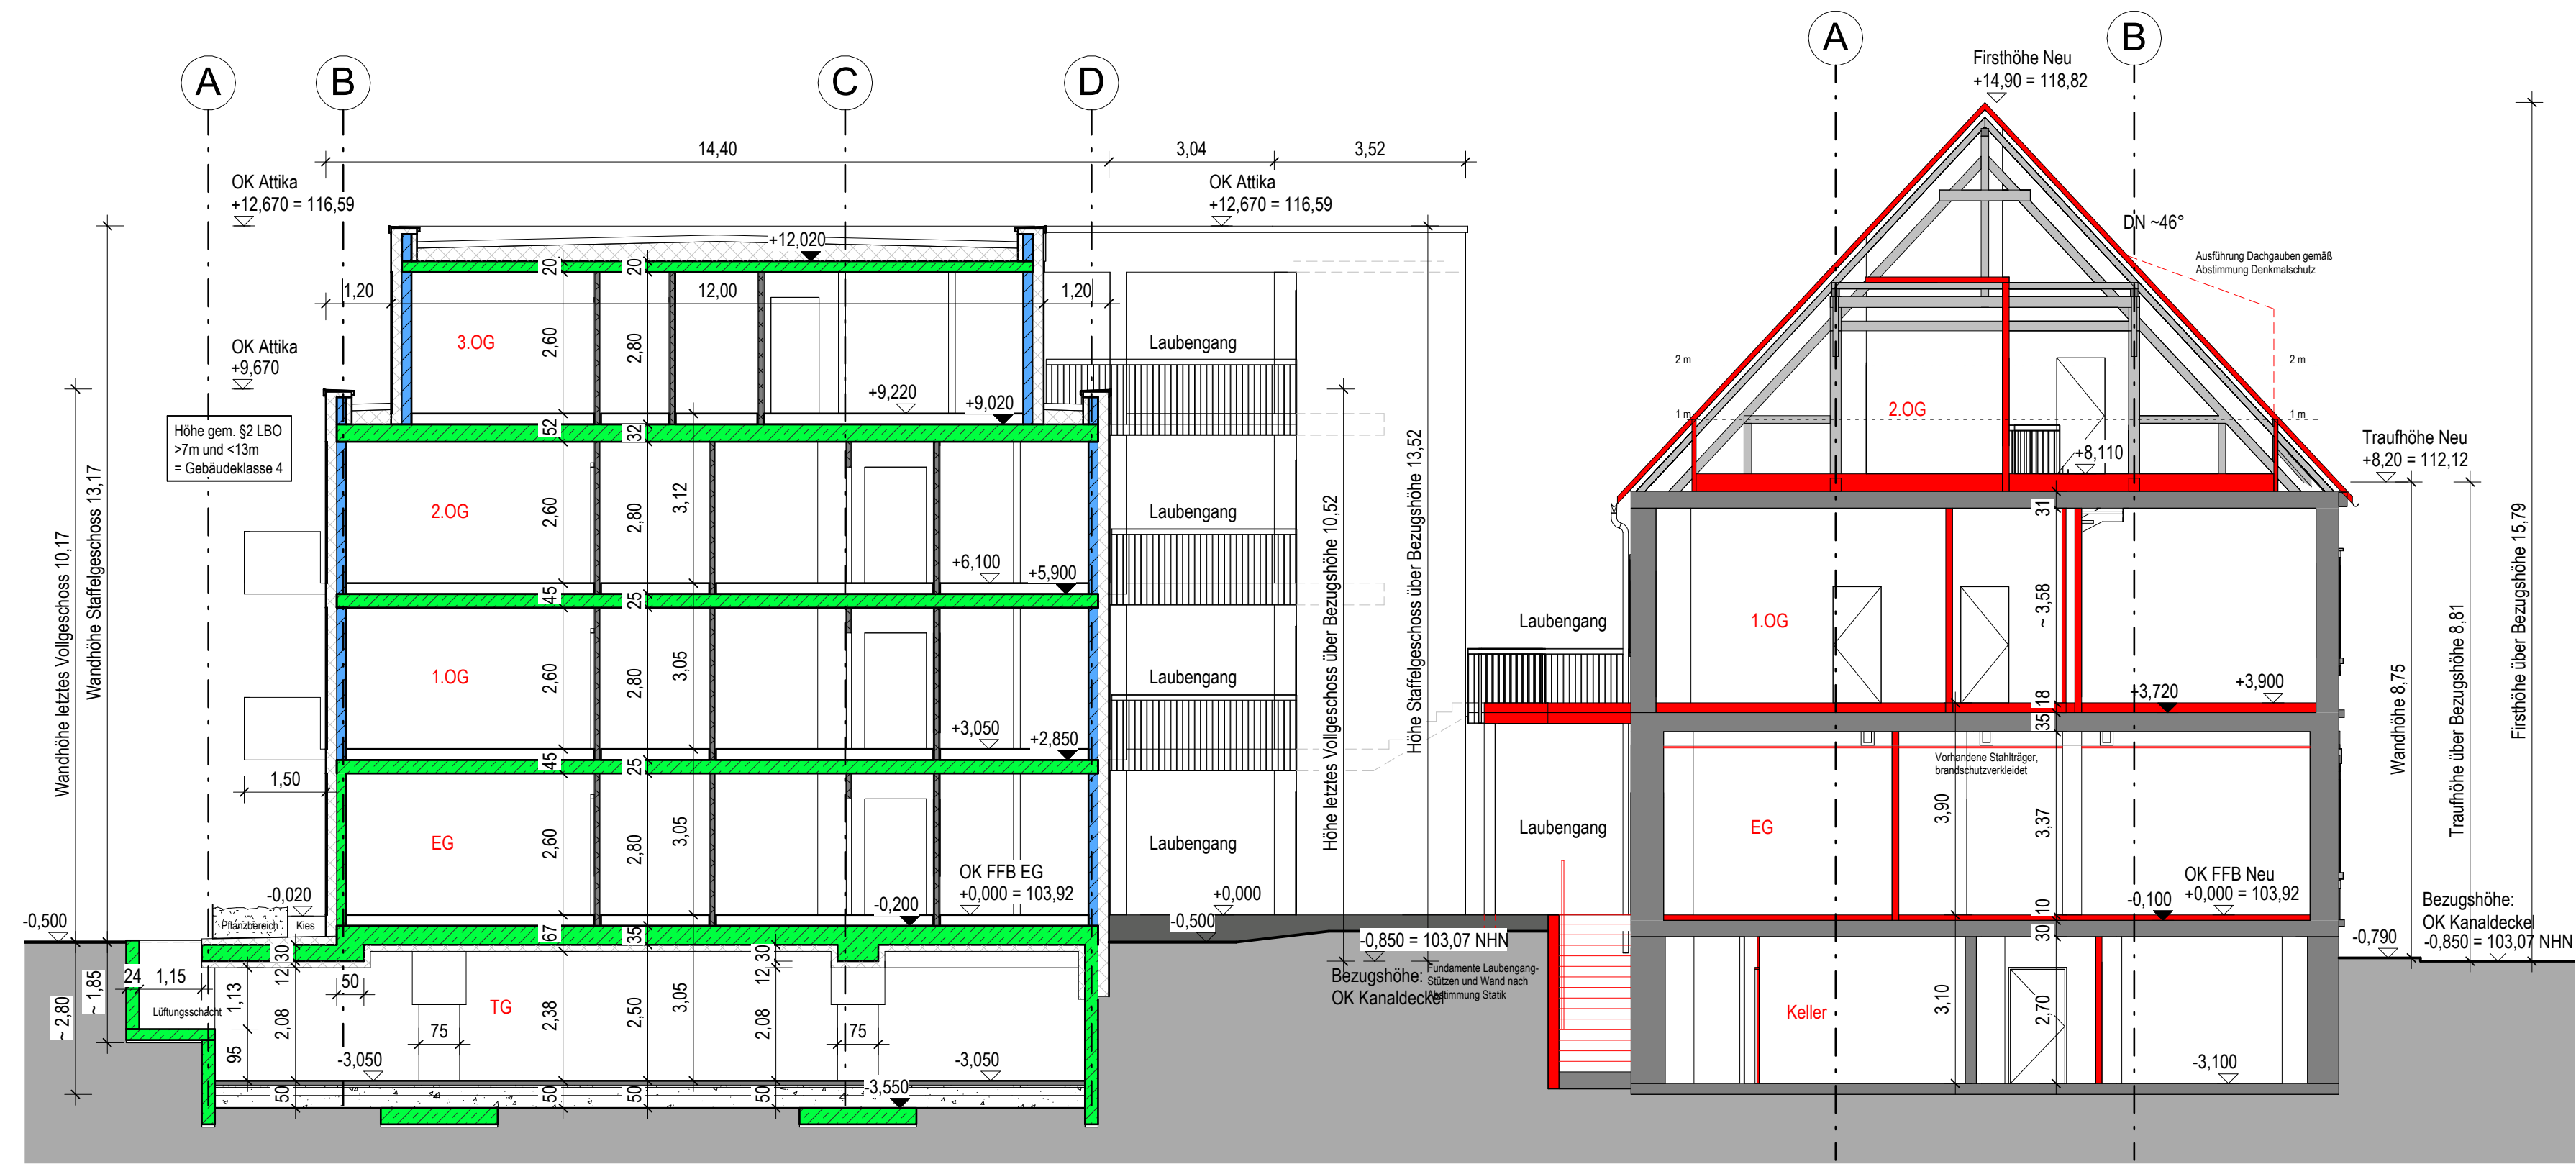 A
B
C
D
A
B
Firsthöhe Neu
+14,90 = 118,82
14,40
3,04
3,52
OK Attika
+12,670 = 116,59
OK Attika
+12,670 = 116,59
DN ~46°
Ausführung Dachgauben gemäß
Abstimmung Denkmalschutz
+12,020
20
20
1,20
12,00
1,20
3.OG
2,60
2,80
Laubengang
OK Attika
+9,670
+9,220
+9,020
2 m
2 m
1 m
1 m
2.OG
+8,110
Höhe gem. §2 LBO
>7m und <13m
= Gebäudeklasse 4
52
32
Traufhöhe Neu
+8,20 = 112,12
Wandhöhe letztes Vollgeschoss 10,17
Wandhöhe Staffelgeschoss 13,17
2.OG
2,60
2,80
3,12
Laubengang
Höhe letztes Vollgeschoss über Bezugshöhe 10,52
Höhe Staffelgeschoss über Bezugshöhe 13,52
31
+6,100
+5,900
45
25
Laubengang
1.OG
~ 3,58
Firsthöhe über Bezugshöhe 15,79
1.OG
2,60
2,80
3,05
Laubengang
+3,720
+3,900
18
35
Wandhöhe 8,75
Traufhöhe über Bezugshöhe 8,81
+3,050
+2,850
45
25
1,50
Vorhandene Stahlträger,
brandschutzverkleidet
EG
2,60
2,80
3,05
Laubengang
Laubengang
EG
3,90
3,37
OK FFB EG
+0,000 = 103,92
OK FFB Neu
+0,000 = 103,92
-0,020
-0,200
+0,000
-0,100
10
Bezugshöhe:
OK Kanaldeckel
-0,850 = 103,07 NHN
-0,500
Pflanzbereich
Kies
67
35
-0,500
-0,850 = 103,07 NHN
30
-0,790
Bezugshöhe:
OK Kanaldeckel
Fundamente Laubengang-
Stützen und Wand nach
Abstimmung Statik
30
12
30
12
24
1,15
50
~ 1,85
~ 2,80
1,13
Lüftungsschacht
2,08
TG
2,38
2,50
3,05
2,08
75
75
95
Keller
3,10
2,70
-3,050
-3,050
-3,100
50
50
50
50
-3,550